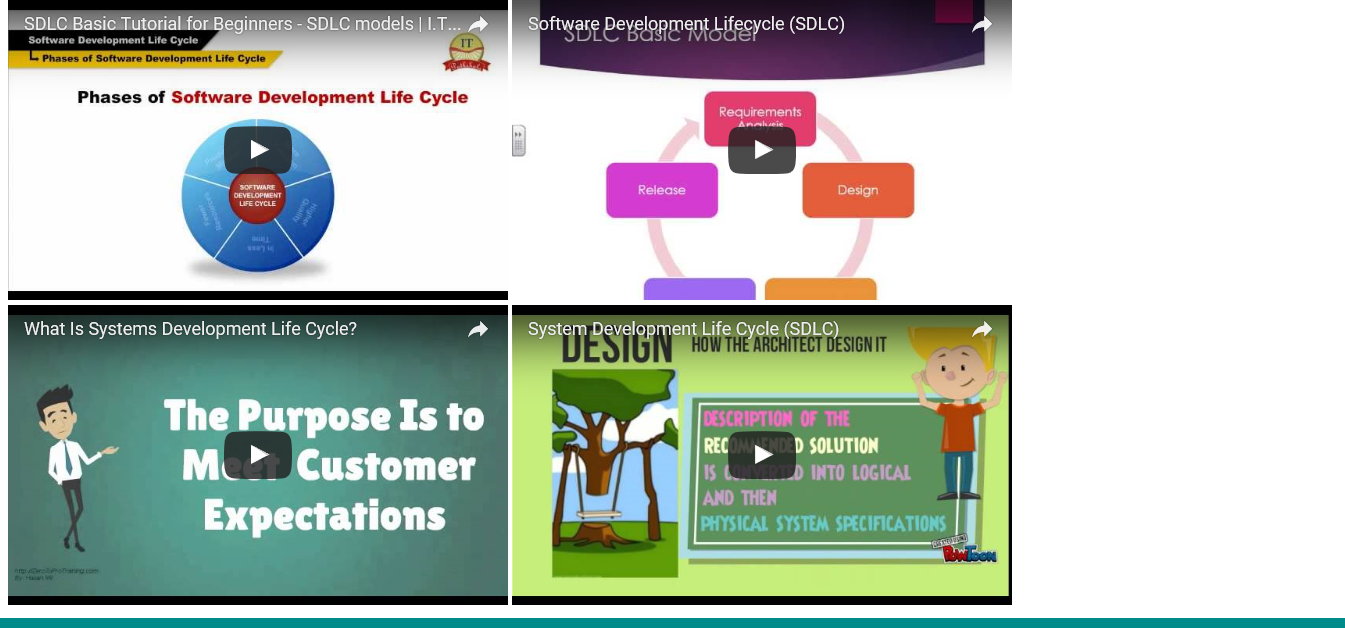 SDLC Basic Tutorial for Beginners - SDLC models | I.T...
Software Development Life Cycle
Phases of Software Development Life Cycle
IT
Phases of Software Development Life Cycle
SOFTWARE
DEVELOPMENT
LIFE CYCLE
Higher
Quality
In Less
Time
Software Development Lifecycle (SDLC)
SDLC Basic Model
Requirements
Analysis
Release
Design
What Is Systems Development Life Cycle?
The Purpose Is to
Meet Customer
Expectations
System Development Life Cycle (SDLC)
DESIGN
HOW THE ARCHITECT DESIGN IT
DESCRIPTION OF THE
RECOMMENDED SOLUTION
IS CONVERTED INTO LOGICAL
AND THEN
PHYSICAL SYSTEM SPECIFICATIONS
POWTOON